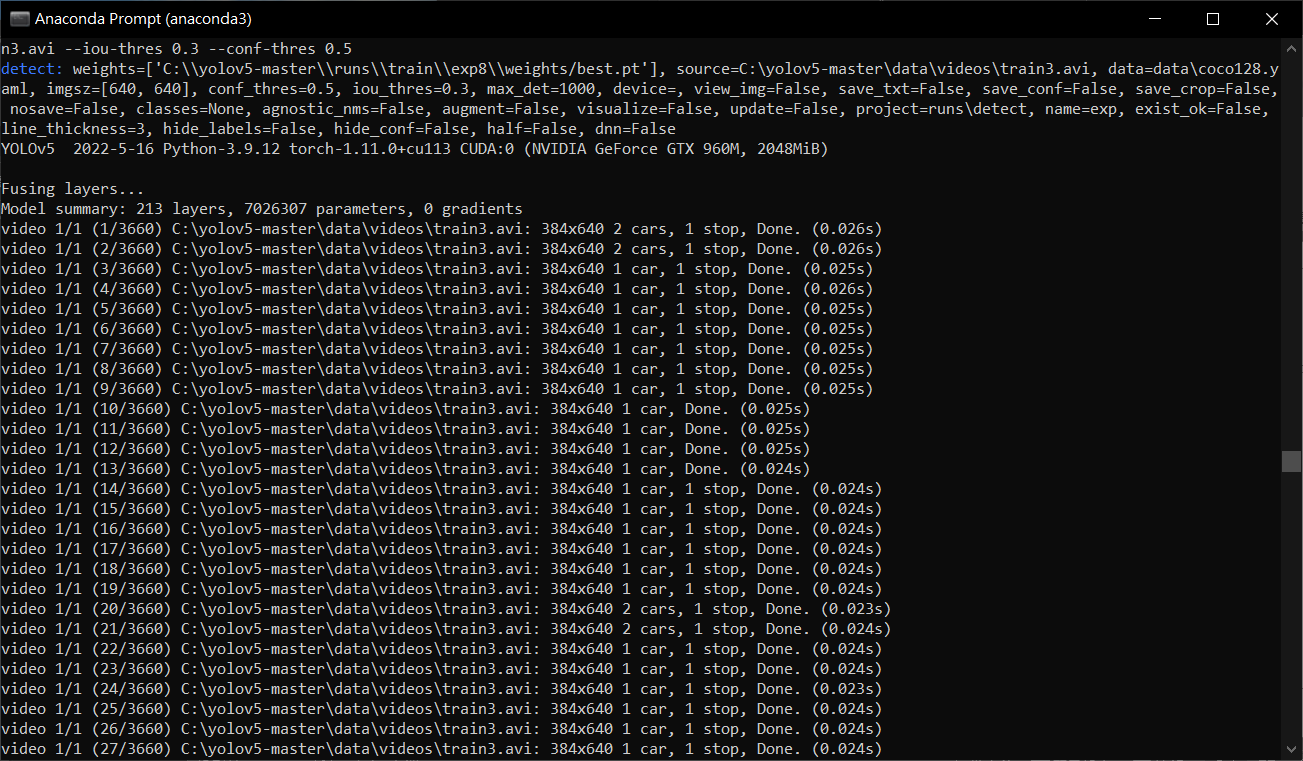 Anaconda Prompt (anaconda3)
n3.avi --iou-thres 0.3 --conf-thres 0.5
detect: weights=['C:\\yolov5-master\\runs\\train\\exp8\\weights/best.pt'], source=C:\yolov5-master\data\videos\train3.avi, data=data\coco128.y
aml, imgsz=[640, 640], conf_thres=0.5, iou_thres=0.3, max_det=1000, device=, view_img=False, save_txt=False, save_conf=False, save_crop=False,
 nosave=False, classes=None, agnostic_nms=False, augment=False, visualize=False, update=False, project=runs\detect, name=exp, exist_ok=False,
line_thickness=3, hide_labels=False, hide_conf=False, half=False, dnn=False
YOLOv5  2022-5-16 Python-3.9.12 torch-1.11.0+cu113 CUDA:0 (NVIDIA GeForce GTX 960M, 2048MiB)
Fusing layers...
Model summary: 213 layers, 7026307 parameters, 0 gradients
video 1/1 (1/3660) C:\yolov5-master\data\videos\train3.avi: 384x640 2 cars, 1 stop, Done. (0.026s)
video 1/1 (2/3660) C:\yolov5-master\data\videos\train3.avi: 384x640 2 cars, 1 stop, Done. (0.026s)
video 1/1 (3/3660) C:\yolov5-master\data\videos\train3.avi: 384x640 1 car, 1 stop, Done. (0.025s)
video 1/1 (4/3660) C:\yolov5-master\data\videos\train3.avi: 384x640 1 car, 1 stop, Done. (0.026s)
video 1/1 (5/3660) C:\yolov5-master\data\videos\train3.avi: 384x640 1 car, 1 stop, Done. (0.025s)
video 1/1 (6/3660) C:\yolov5-master\data\videos\train3.avi: 384x640 1 car, 1 stop, Done. (0.025s)
video 1/1 (7/3660) C:\yolov5-master\data\videos\train3.avi: 384x640 1 car, 1 stop, Done. (0.025s)
video 1/1 (8/3660) C:\yolov5-master\data\videos\train3.avi: 384x640 1 car, 1 stop, Done. (0.025s)
video 1/1 (9/3660) C:\yolov5-master\data\videos\train3.avi: 384x640 1 car, 1 stop, Done. (0.025s)
video 1/1 (10/3660) C:\yolov5-master\data\videos\train3.avi: 384x640 1 car, Done. (0.025s)
video 1/1 (11/3660) C:\yolov5-master\data\videos\train3.avi: 384x640 1 car, Done. (0.025s)
video 1/1 (12/3660) C:\yolov5-master\data\videos\train3.avi: 384x640 1 car, Done. (0.025s)
video 1/1 (13/3660) C:\yolov5-master\data\videos\train3.avi: 384x640 1 car, Done. (0.024s)
video 1/1 (14/3660) C:\yolov5-master\data\videos\train3.avi: 384x640 1 car, 1 stop, Done. (0.024s)
video 1/1 (15/3660) C:\yolov5-master\data\videos\train3.avi: 384x640 1 car, 1 stop, Done. (0.024s)
video 1/1 (16/3660) C:\yolov5-master\data\videos\train3.avi: 384x640 1 car, 1 stop, Done. (0.024s)
video 1/1 (17/3660) C:\yolov5-master\data\videos\train3.avi: 384x640 1 car, 1 stop, Done. (0.024s)
video 1/1 (18/3660) C:\yolov5-master\data\videos\train3.avi: 384x640 1 car, 1 stop, Done. (0.024s)
video 1/1 (19/3660) C:\yolov5-master\data\videos\train3.avi: 384x640 1 car, 1 stop, Done. (0.024s)
video 1/1 (20/3660) C:\yolov5-master\data\videos\train3.avi: 384x640 2 cars, 1 stop, Done. (0.023s)
video 1/1 (21/3660) C:\yolov5-master\data\videos\train3.avi: 384x640 2 cars, 1 stop, Done. (0.024s)
video 1/1 (22/3660) C:\yolov5-master\data\videos\train3.avi: 384x640 1 car, 1 stop, Done. (0.024s)
video 1/1 (23/3660) C:\yolov5-master\data\videos\train3.avi: 384x640 1 car, 1 stop, Done. (0.024s)
video 1/1 (24/3660) C:\yolov5-master\data\videos\train3.avi: 384x640 1 car, 1 stop, Done. (0.023s)
video 1/1 (25/3660) C:\yolov5-master\data\videos\train3.avi: 384x640 1 car, 1 stop, Done. (0.024s)
video 1/1 (26/3660) C:\yolov5-master\data\videos\train3.avi: 384x640 1 car, 1 stop, Done. (0.024s)
video 1/1 (27/3660) C:\yolov5-master\data\videos\train3.avi: 384x640 1 car, 1 stop, Done. (0.024s)